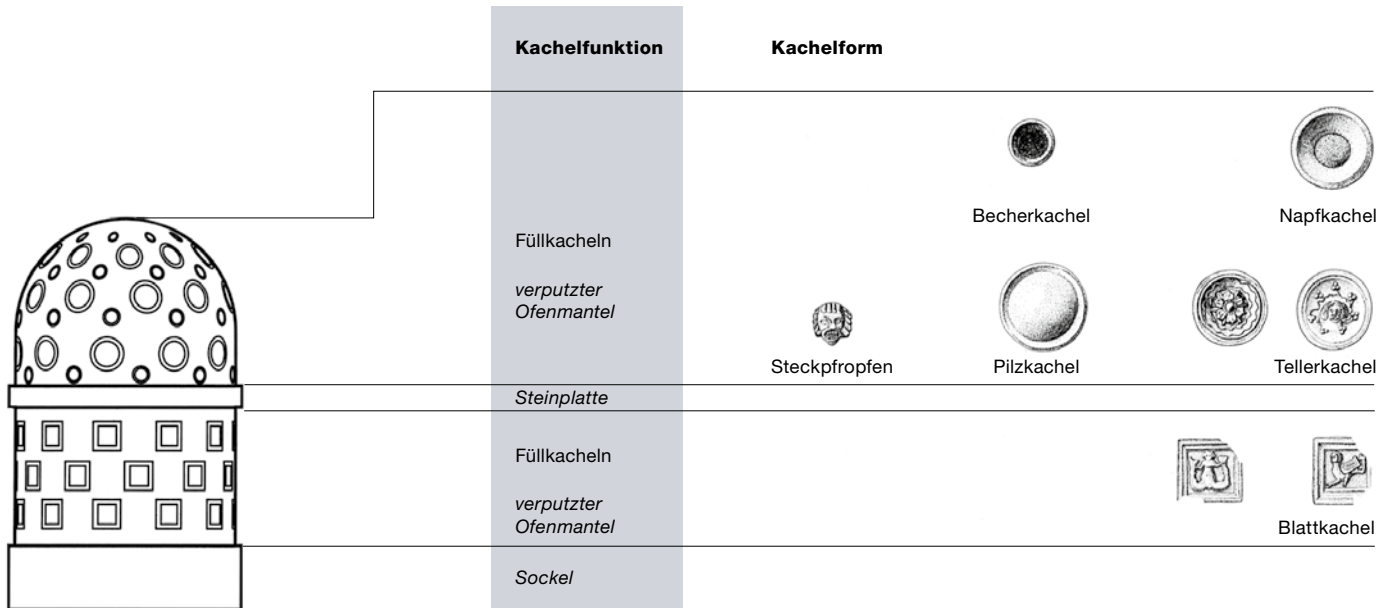 Kachelfunktion Kachelform
Becherkachel Napfkachel
Füllkacheln
verputzter
Ofenmantel
Steckpfropfen Pilzkachel Tellerkachel
Steinplatte
Füllkacheln
verputzter
Ofenmantel
Blattkachel
Sockel